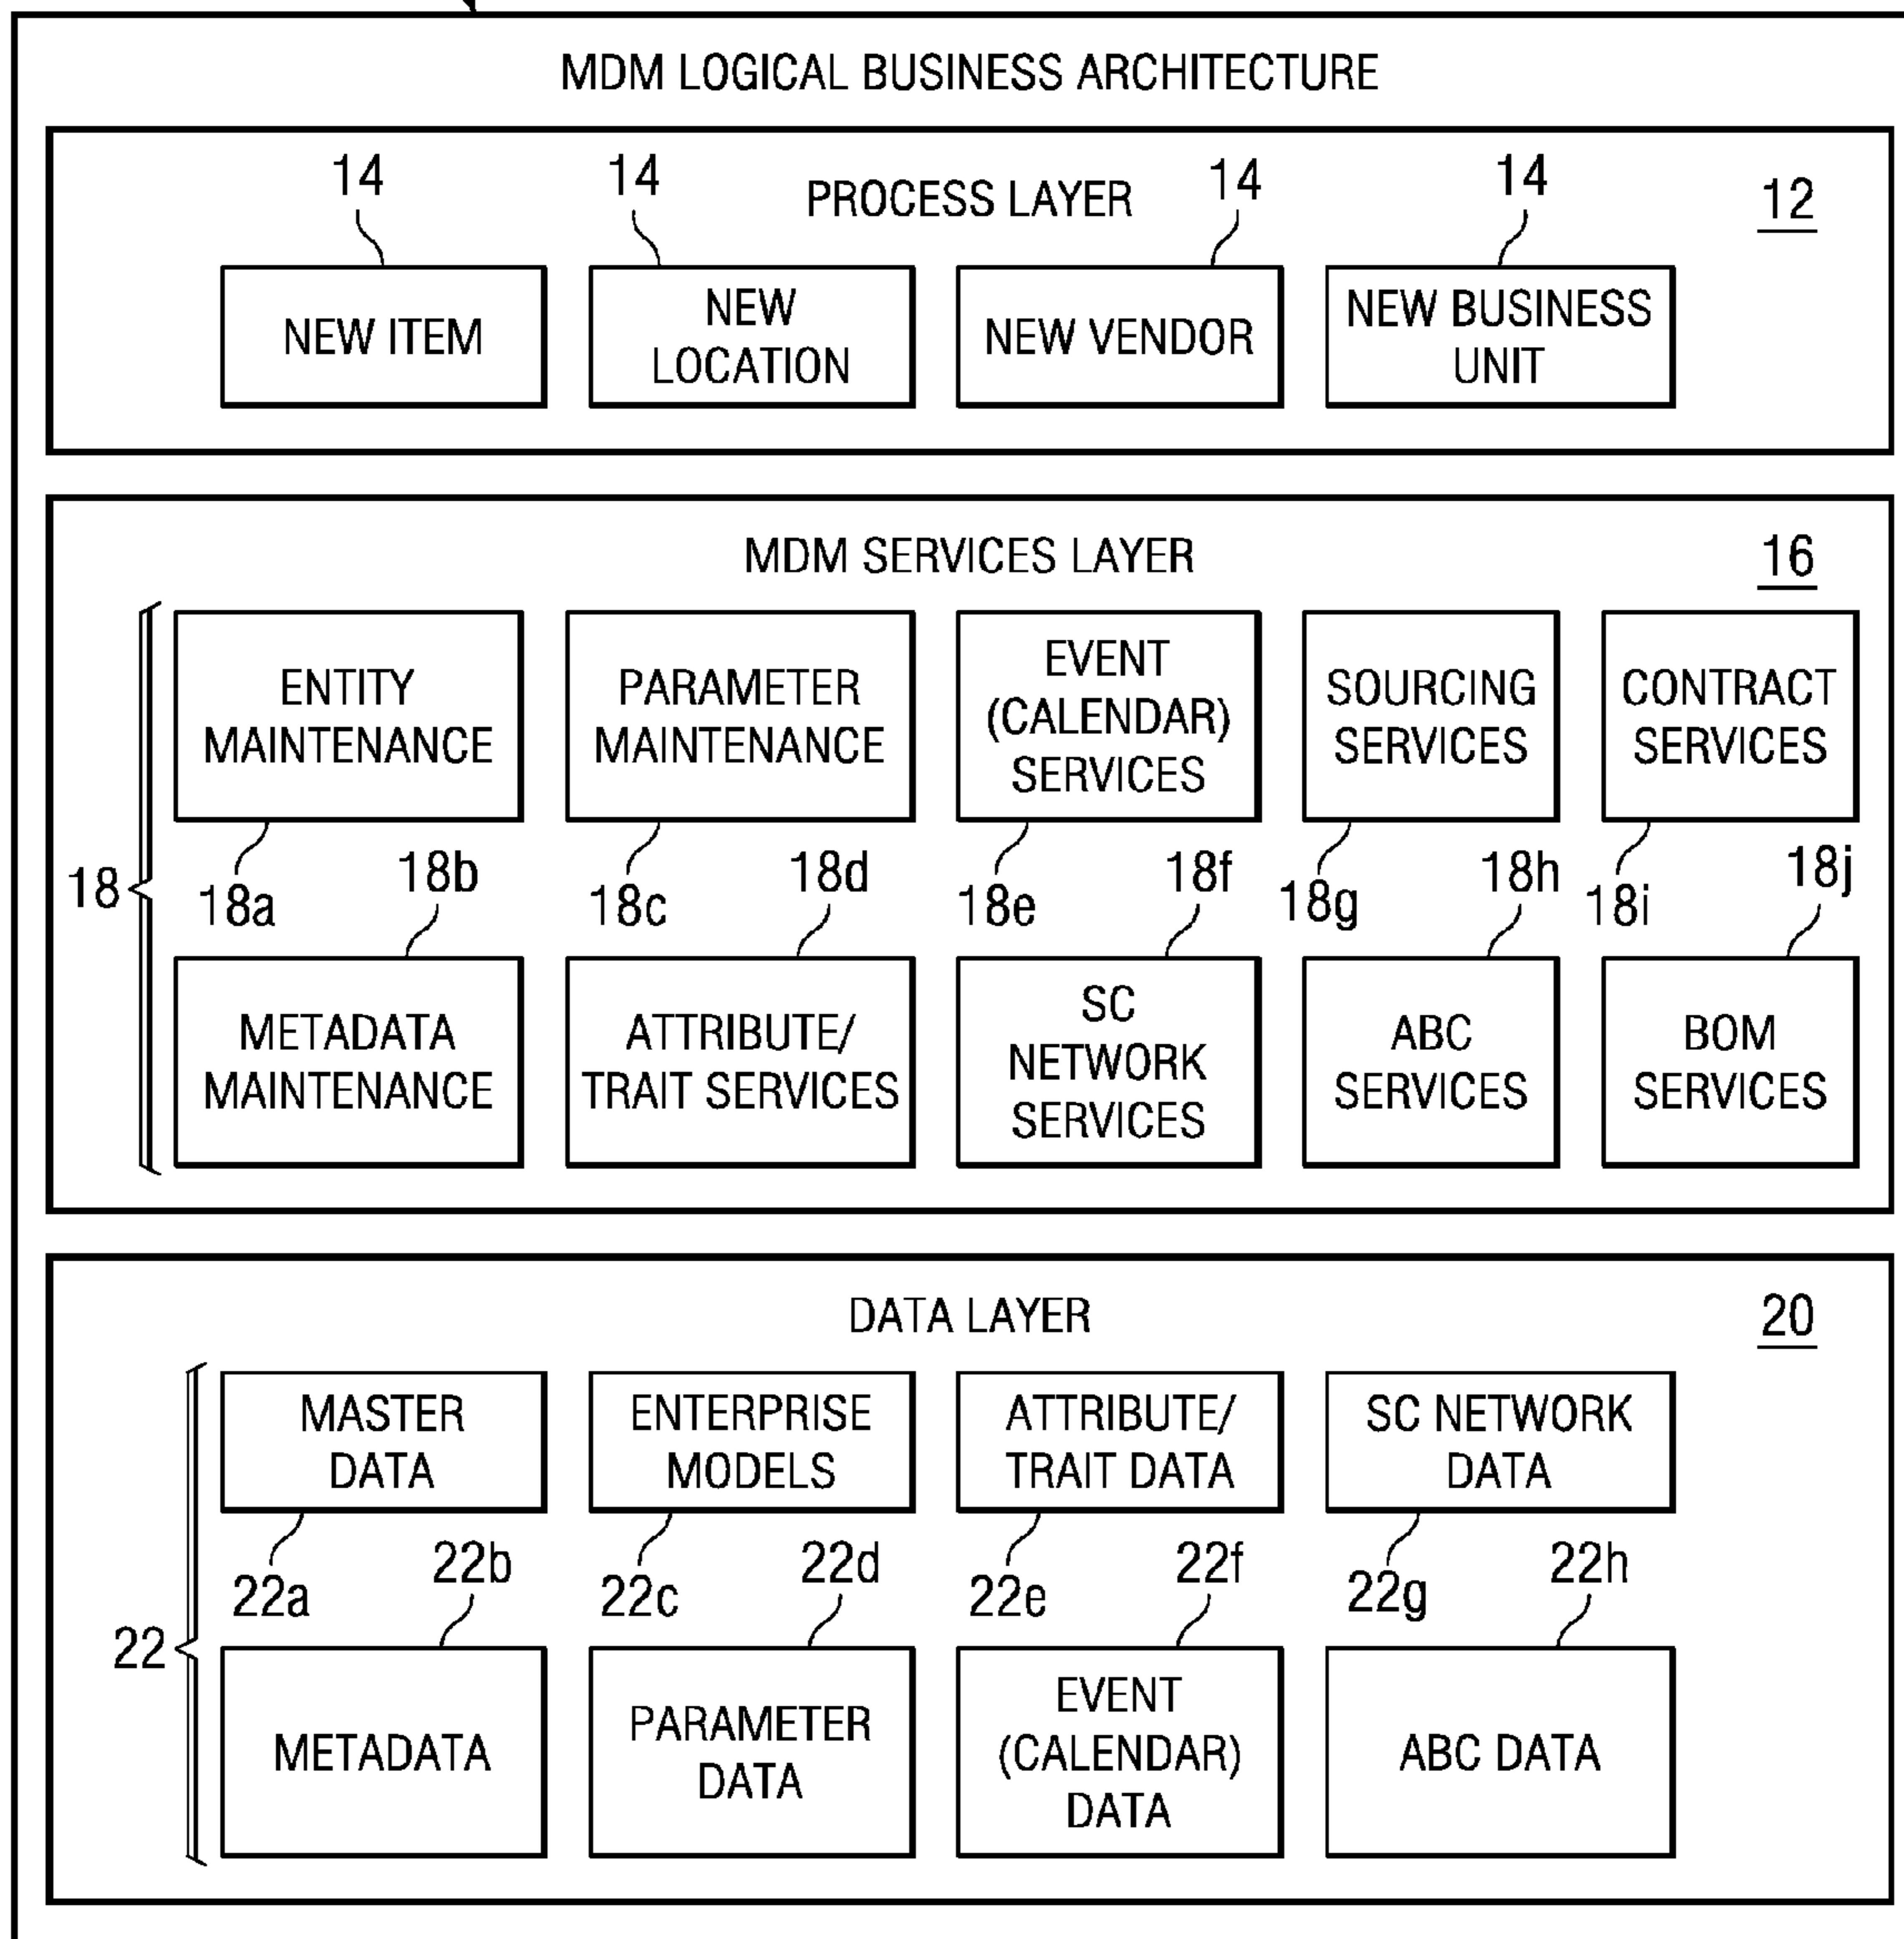 MDM LOGICAL BUSINESS ARCHITECTURE
14
14
PROCESS LAYER
14
14
12
NEW ITEM
NEW
LOCATION
NEW VENDOR
NEW BUSINESS
UNIT
MDM SERVICES LAYER
16
18
ENTITY
MAINTENANCE
PARAMETER
MAINTENANCE
EVENT
(CALENDAR)
SERVICES
SOURCING
SERVICES
CONTRACT
SERVICES
18a
18b
18c
18d
18e
18f
18g
18h
18i
18j
METADATA
MAINTENANCE
ATTRIBUTE/
TRAIT SERVICES
SC
NETWORK
SERVICES
ABC
SERVICES
BOM
SERVICES
DATA LAYER
20
22
MASTER
DATA
ENTERPRISE
MODELS
ATTRIBUTE/
TRAIT DATA
SC NETWORK
DATA
22a
22b
22c
22d
22e
22f
22g
22h
METADATA
PARAMETER
DATA
EVENT
(CALENDAR)
DATA
ABC DATA